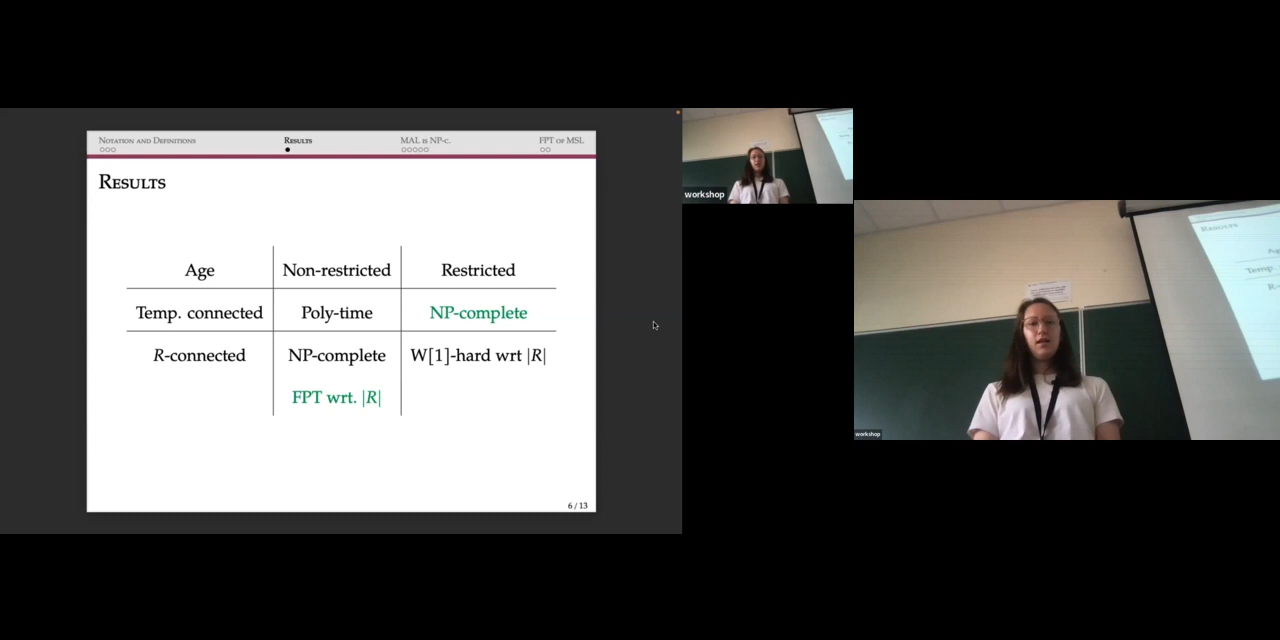 Notation and Definitions Results MAL is NP-c. FPT of MSL
Results
Age Non-restricted Restricted
Temp. connected Poly-time NP-complete
R-connected NP-complete W[1]-hard wrt |R|
FPT wrt. |R|
6 / 13
workshop
workshop
Results